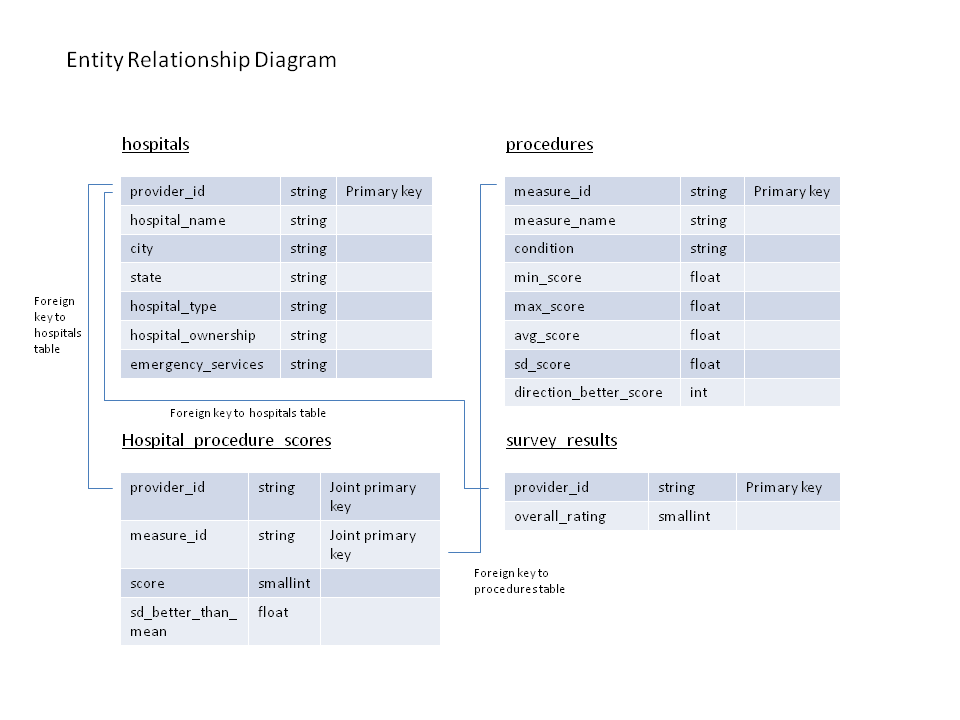 Entity Relationship Diagram
hospitals
provider_id string Primary key
hospital_name string
city string
state string
hospital_type string
hospital_ownership string
emergency_services string
procedures
measure_id string Primary key
measure_name string
condition string
min_score float
max_score float
avg_score float
sd_score float
direction_better_score int
Foreign
key to
hospitals
table
Foreign key to hospitals table
Hospital_procedure_scores
provider_id string Joint primary
key
measure_id string Joint primary
key
score smallint
sd_better_than_ float
mean
survey_results
provider_id string Primary key
overall_rating smallint
Foreign key to
procedures table